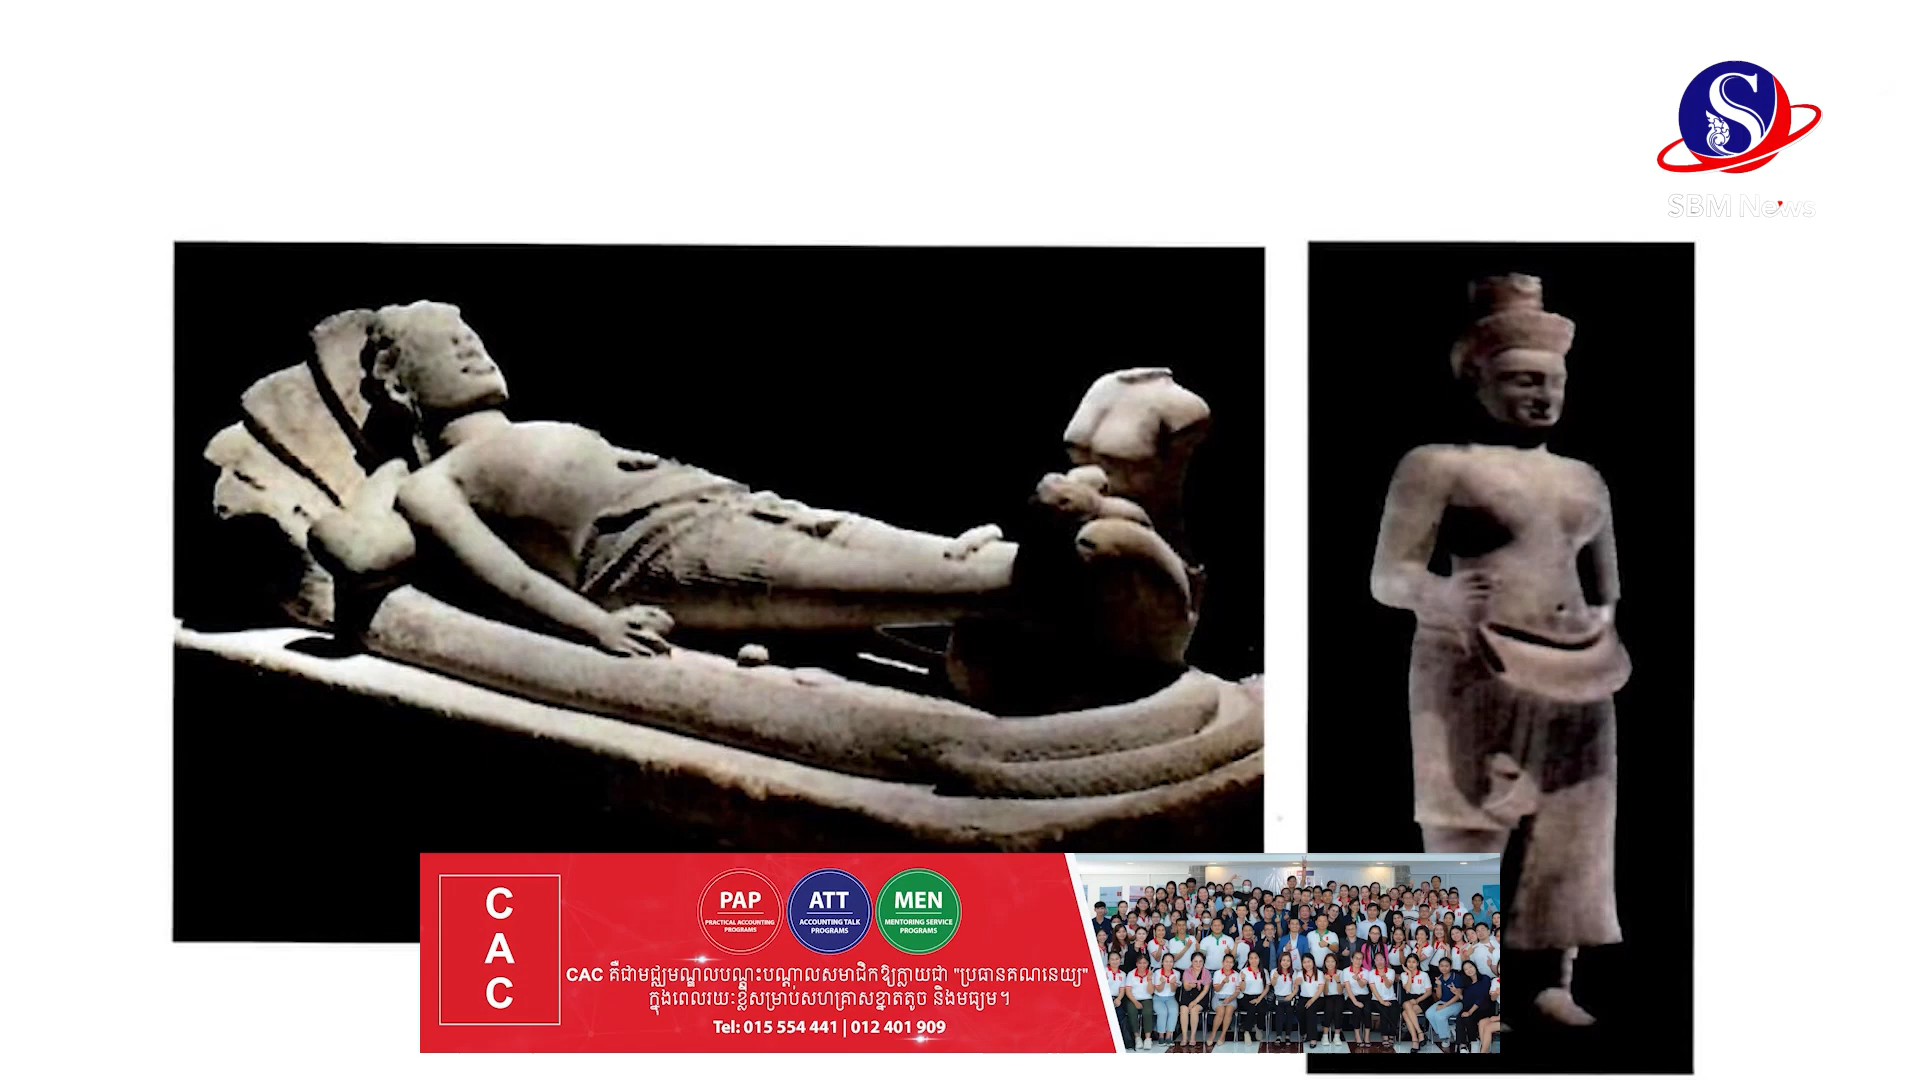 S
SBM News
C
A
C
PAP
PRACTICAL ACCOUNTING
PROGRAMS
ATT
ACCOUNTING TALK
PROGRAMS
MEN
MENTORING SERVICE
PROGRAMS
CAC គឺជាមជ្ឈមណ្ឌលបណ្តុះបណ្តាលសមាជិកឱ្យក្លាយជា "ប្រធានគណនេយ្យ"
ក្នុងពេលរយៈខ្លីសម្រាប់សហគ្រាសខ្នាតតូច និងមធ្យម។
Tel: 015 554 441 | 012 401 909